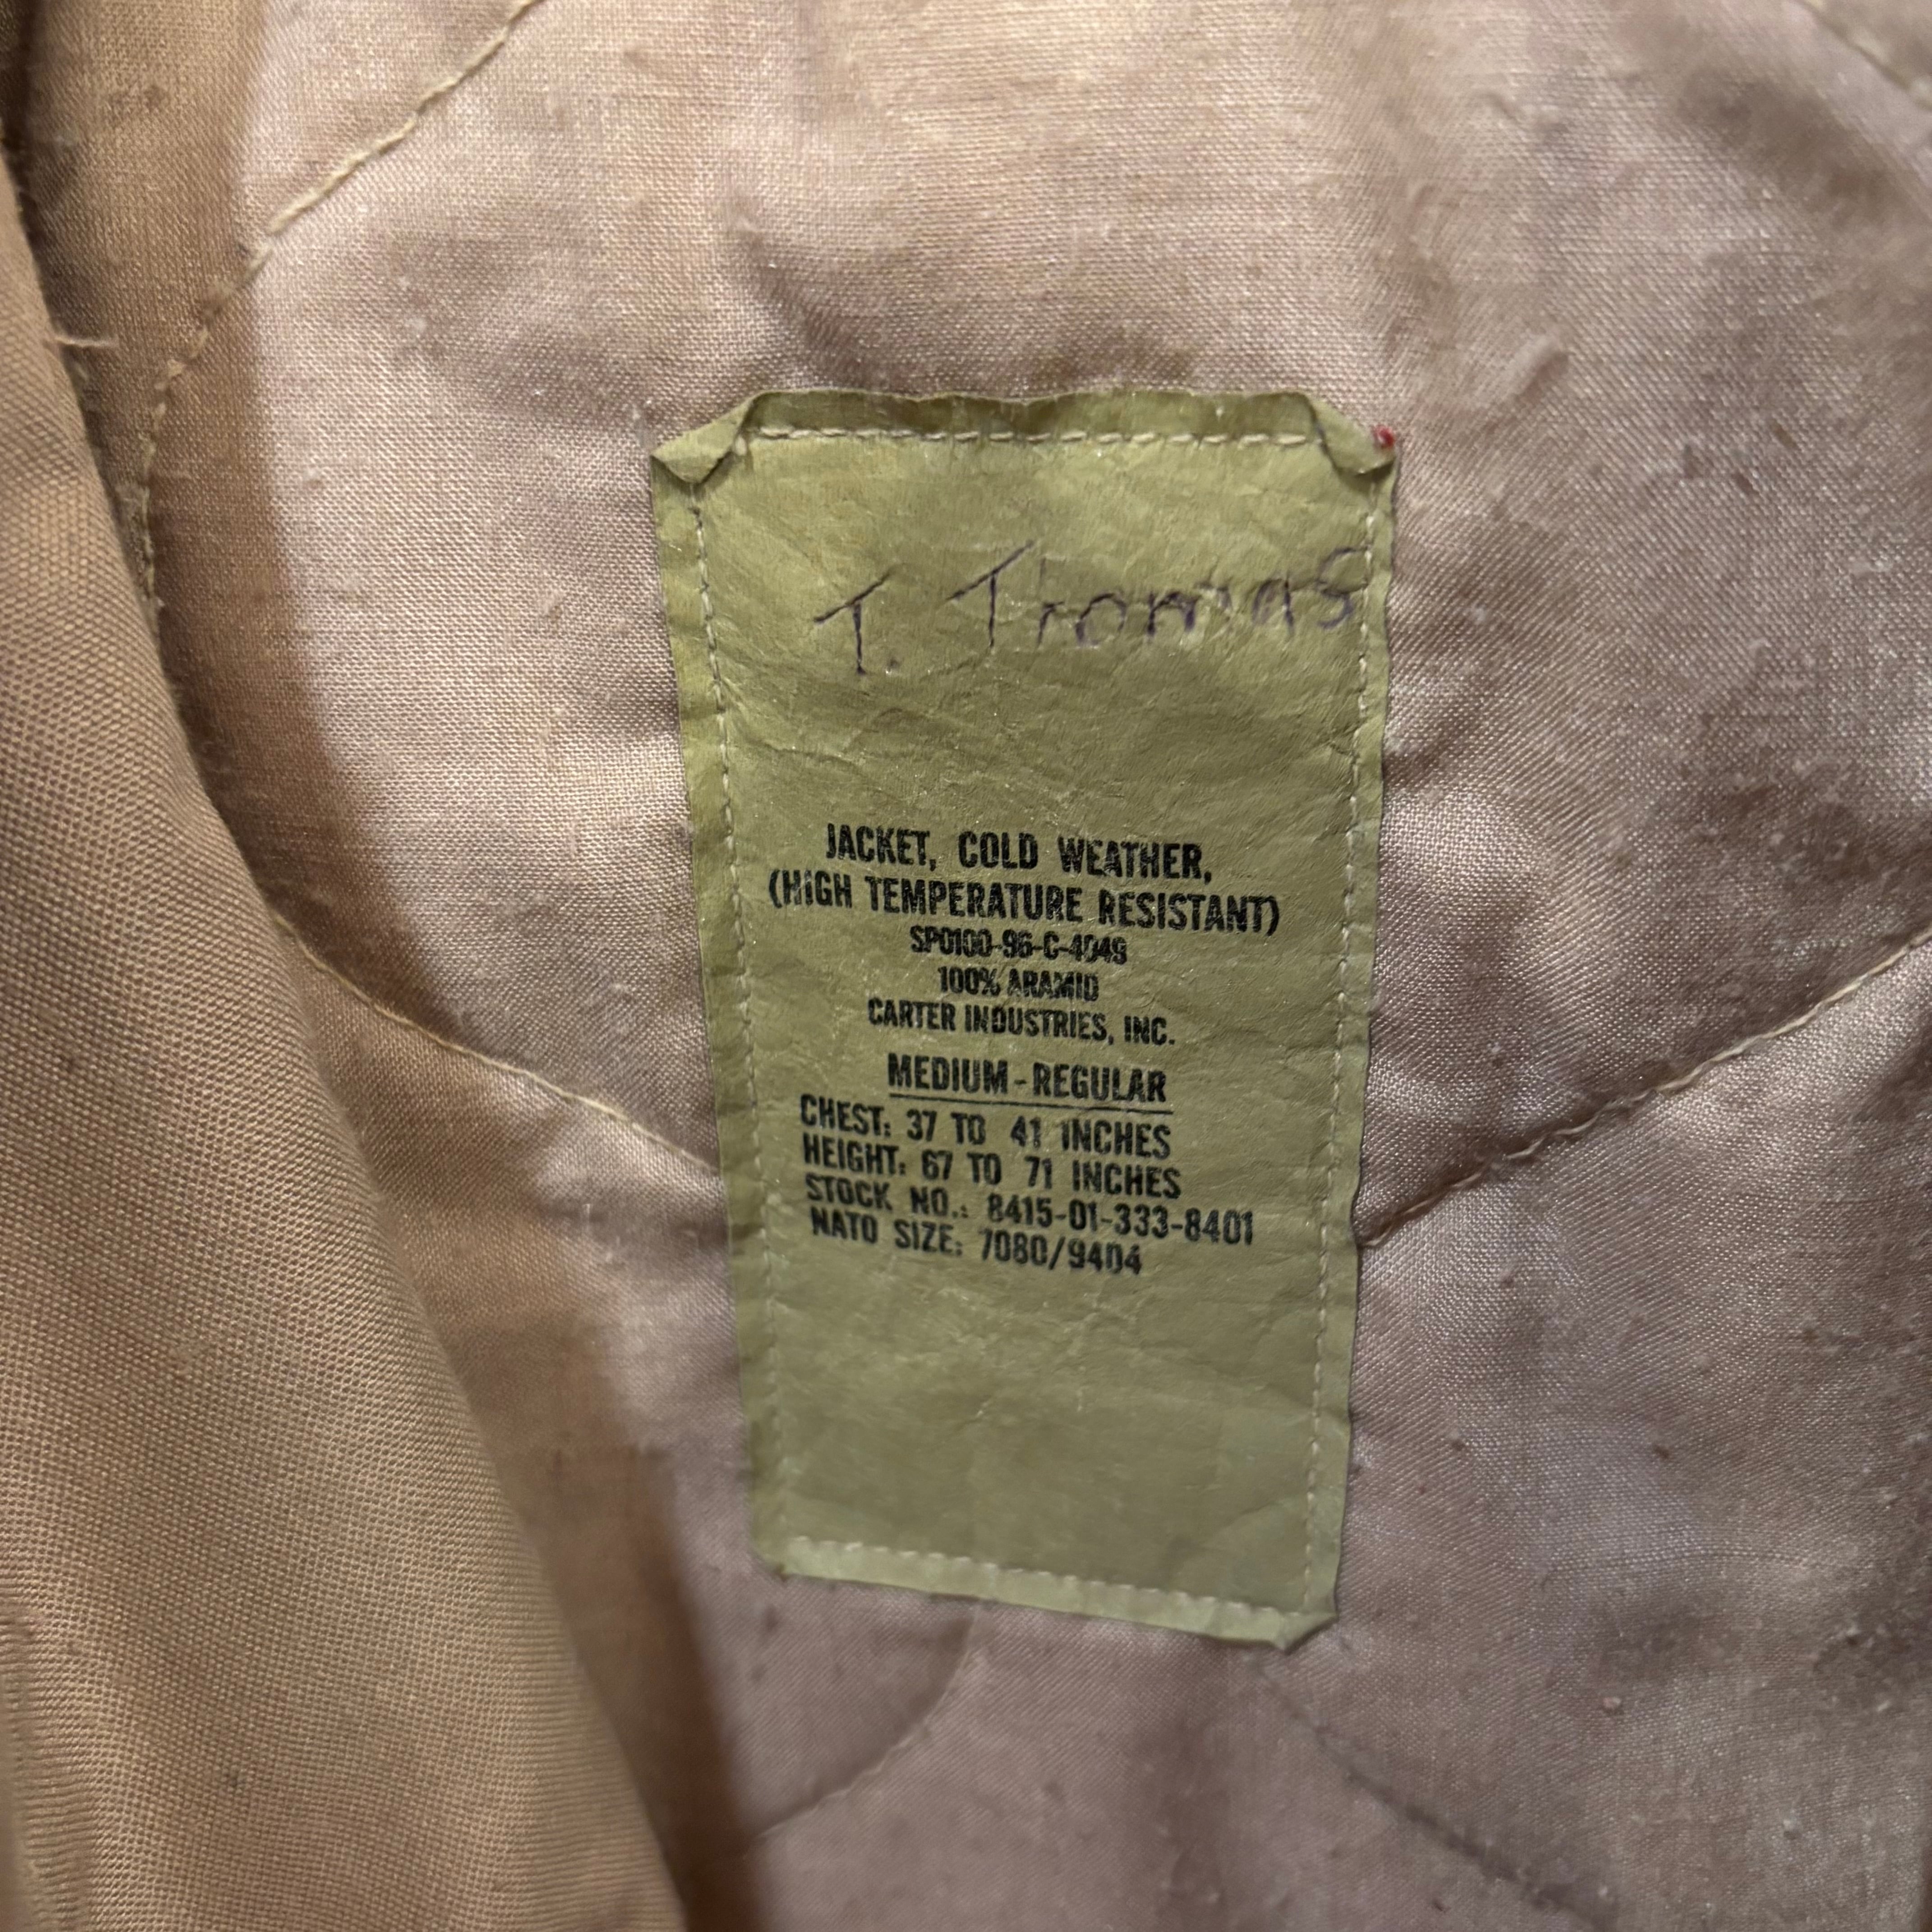 T. Thomas
JACKET, COLD WEATHER,
(HIGH TEMPERATURE RESISTANT)
SP0100-96-C-4049
100% ARAMID
CARTER INDUSTRIES, INC.
MEDIUM-REGULAR
CHEST: 37 TO 41 INCHES
HEIGHT: 67 TO 71 INCHES
STOCK NO.: 8415-01-333-8401
NATO SIZE: 7080/9404